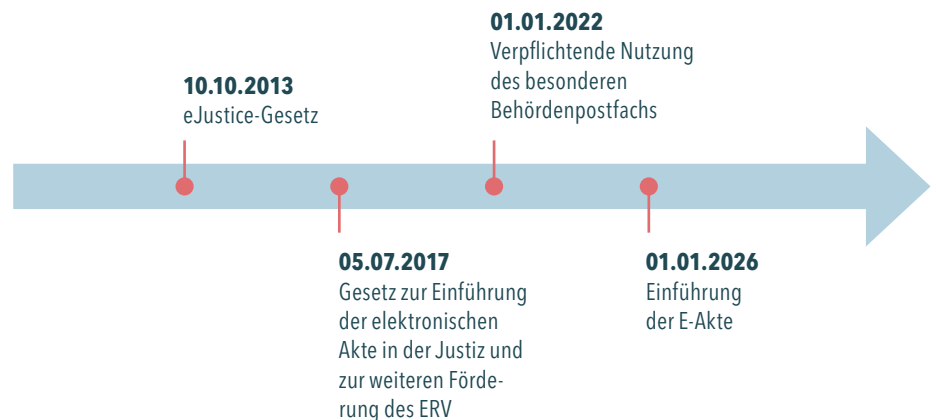 10.10.2013
eJustice-Gesetz
05.07.2017
Gesetz zur Einführung
der elektronischen
Akte in der Justiz und
zur weiteren Förde-
rung des ERV
01.01.2022
Verpflichtende Nutzung
des besonderen
Behördenpostfachs
01.01.2026
Einführung
der E-Akte